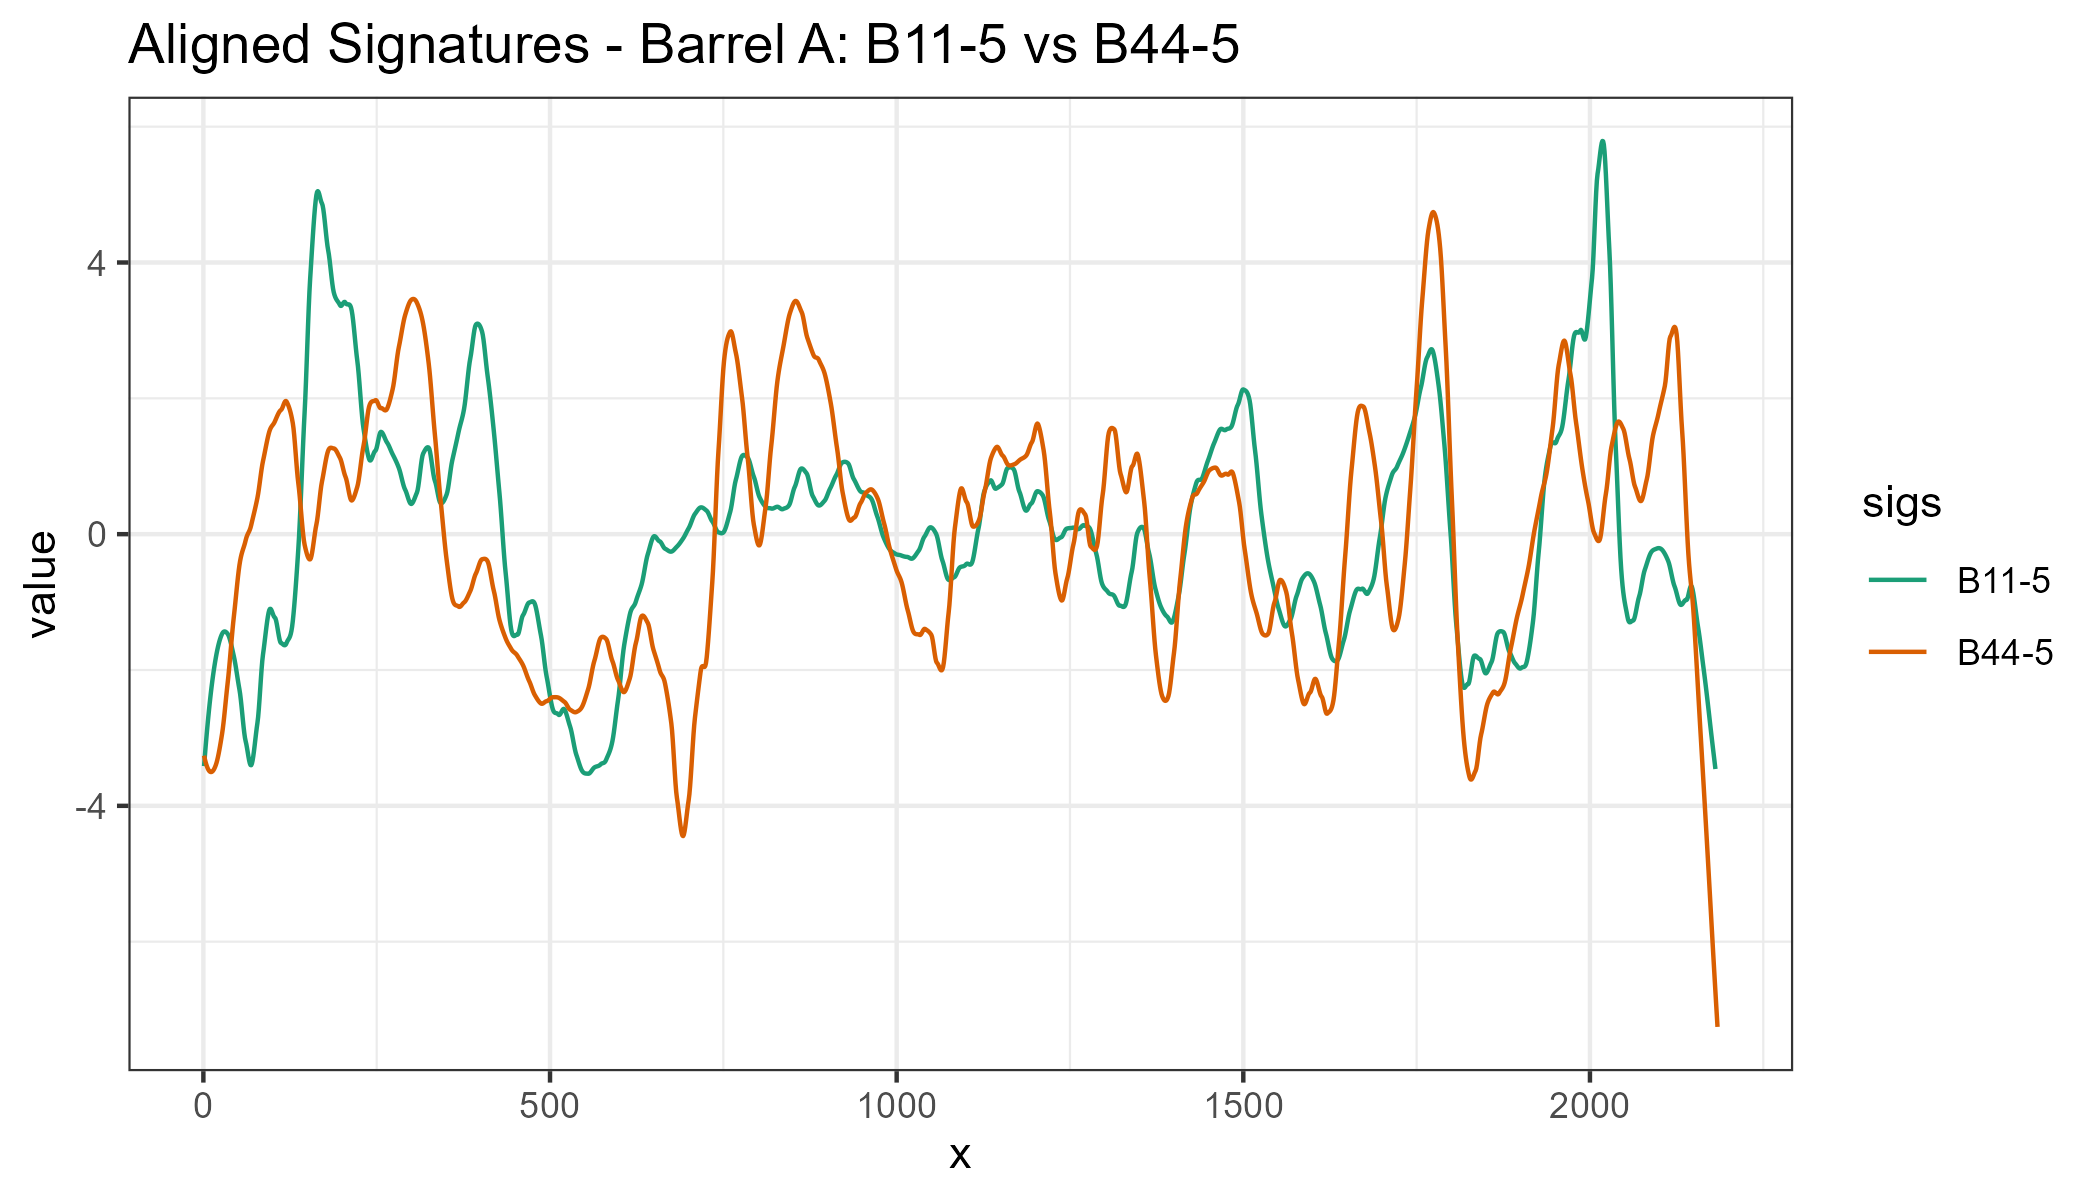 Aligned Signatures - Barrel A: B11-5 vs B44-5
value
4
0
-4
0 500 1000 1500 2000
x
sigs
B11-5
B44-5